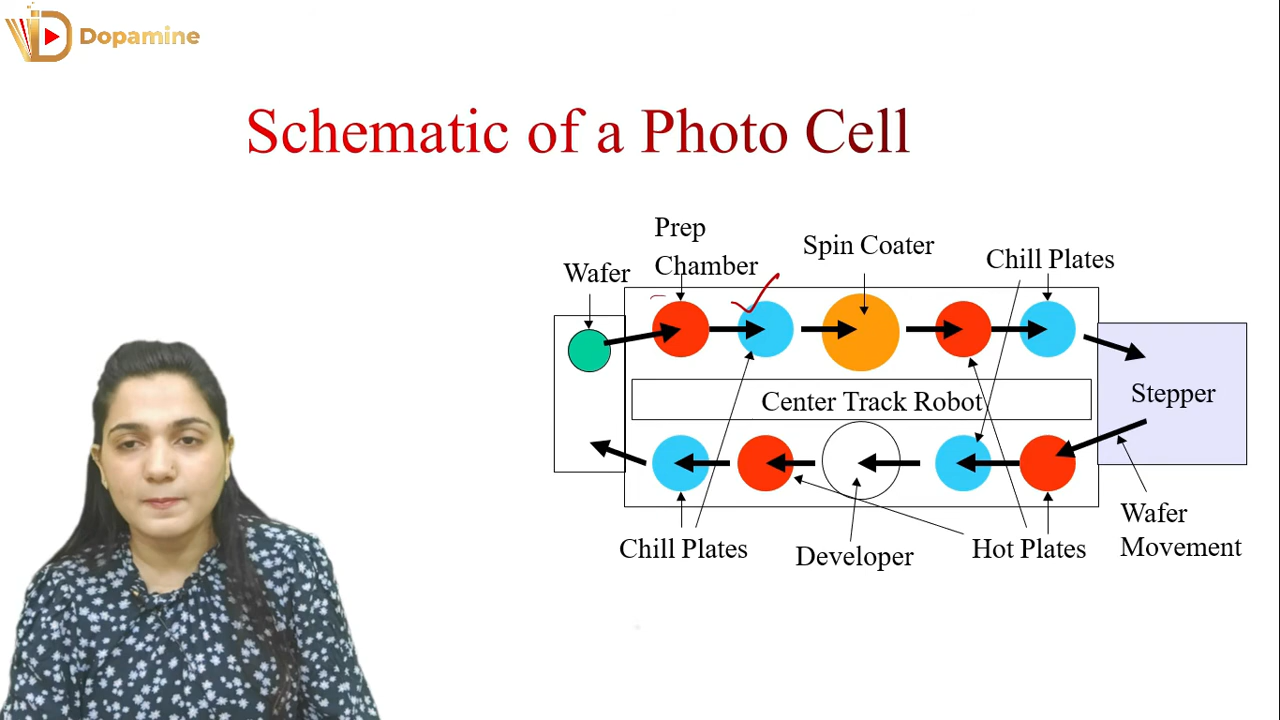 Dopamine
Schematic of a Photo Cell
Prep
Chamber
Spin Coater
Chill Plates
Wafer
Stepper
Center Track Robot
Wafer
Movement
Chill Plates
Developer
Hot Plates